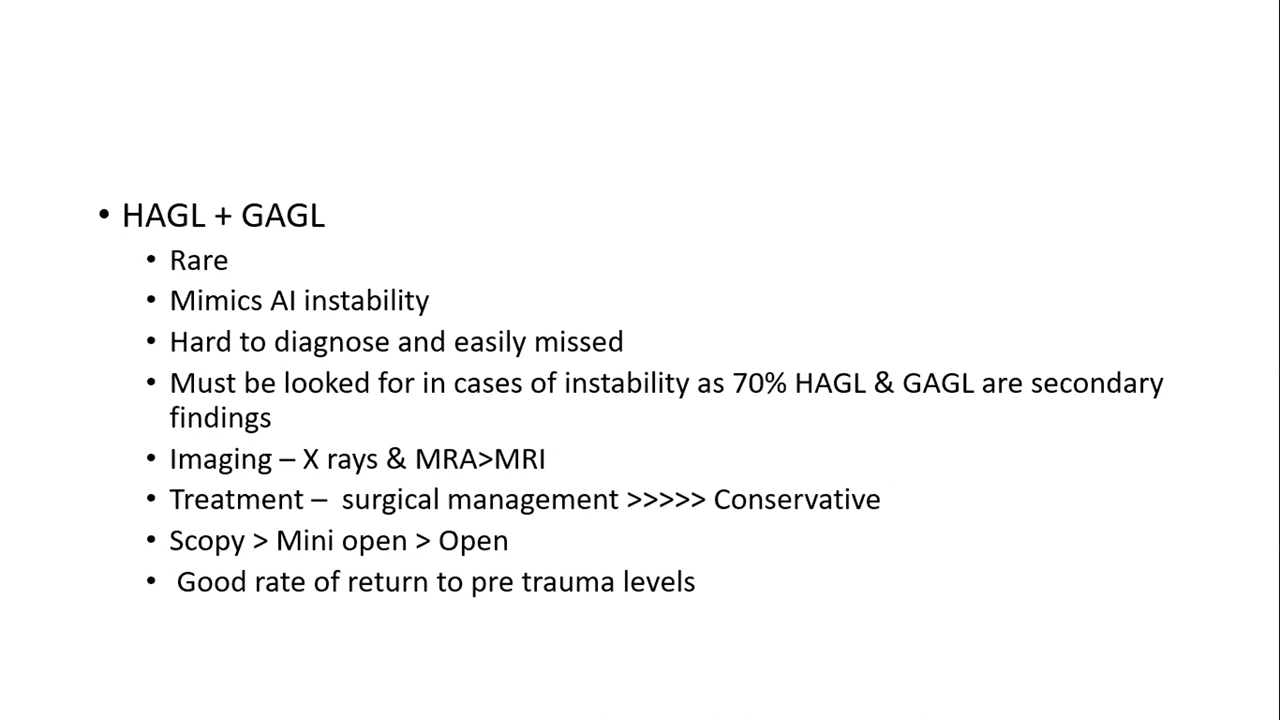 • HAGL + GAGL
• Rare
• Mimics AI instability
• Hard to diagnose and easily missed
• Must be looked for in cases of instability as 70% HAGL & GAGL are secondary
findings
• Imaging – X rays & MRA>MRI
• Treatment – surgical management >>>>> Conservative
• Scopy > Mini open > Open
• Good rate of return to pre trauma levels